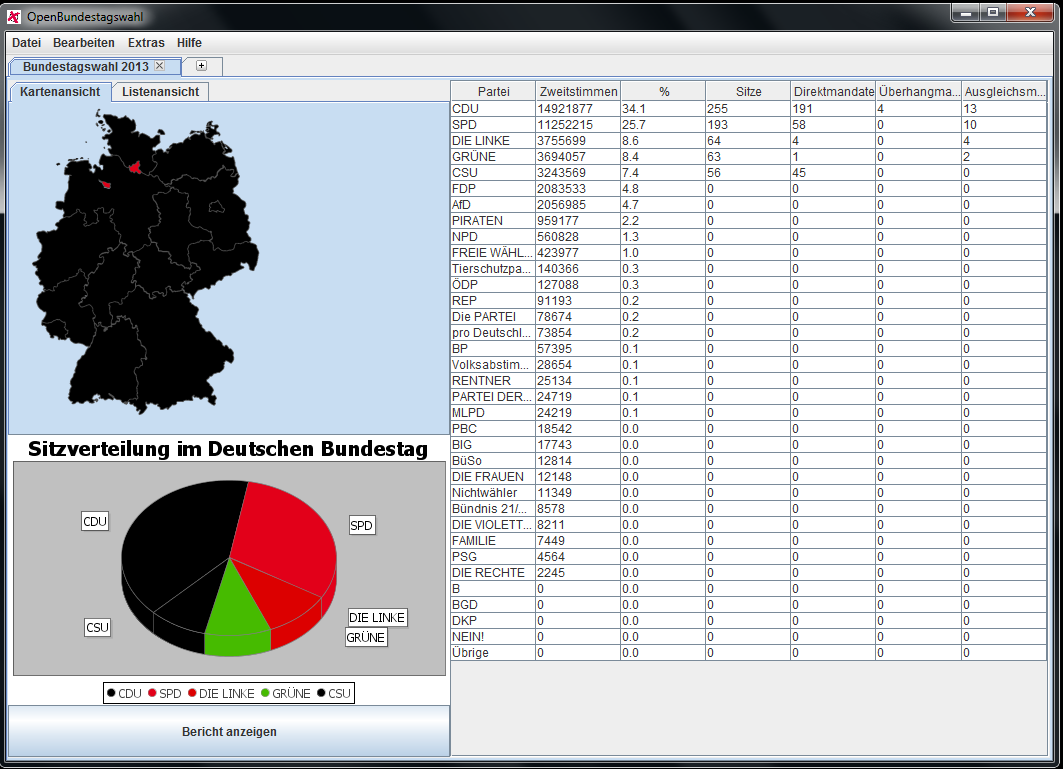 OpenBundestagswahl
Datei Bearbeiten Extras Hilfe
Bundestagswahl 2013
Kartenansicht Listenansicht
Partei Zweitstimmen % Sitze Direktmandate Überhangma... Ausgleichsm...
CDU 14921877 34.1 255 191 4 13
SPD 11252215 25.7 193 58 0 10
DIE LINKE 3755699 8.6 64 4 0 4
GRÜNE 3694057 8.4 63 1 0 2
CSU 3243569 7.4 56 45 0 0
FDP 2083533 4.8 0 0 0 0
AfD 2056985 4.7 0 0 0 0
PIRATEN 959177 2.2 0 0 0 0
NPD 560828 1.3 0 0 0 0
FREIE WÄHL... 423977 1.0 0 0 0 0
Tierschutzpa... 140366 0.3 0 0 0 0
ÖDP 127088 0.3 0 0 0 0
REP 91193 0.2 0 0 0 0
Die PARTEI 78674 0.2 0 0 0 0
pro Deutschl... 73854 0.2 0 0 0 0
BP 57395 0.1 0 0 0 0
Volksabstim... 28654 0.1 0 0 0 0
RENTNER 25134 0.1 0 0 0 0
PARTEI DER... 24719 0.1 0 0 0 0
MLPD 24219 0.1 0 0 0 0
PBC 18542 0.0 0 0 0 0
BIG 17743 0.0 0 0 0 0
BüSo 12814 0.0 0 0 0 0
DIE FRAUEN 12148 0.0 0 0 0 0
Nichtwähler 11349 0.0 0 0 0 0
Bündnis 21/... 8578 0.0 0 0 0 0
DIE VIOLETT... 8211 0.0 0 0 0 0
FAMILIE 7449 0.0 0 0 0 0
PSG 4564 0.0 0 0 0 0
DIE RECHTE 2245 0.0 0 0 0 0
B 0 0.0 0 0 0 0
BGD 0 0.0 0 0 0 0
DKP 0 0.0 0 0 0 0
NEIN! 0 0.0 0 0 0 0
Übrige 0 0.0 0 0 0 0
Sitzverteilung im Deutschen Bundestag
CDU
SPD
DIE LINKE
CSU
GRÜNE
CDU SPD DIE LINKE GRÜNE CSU
Bericht anzeigen